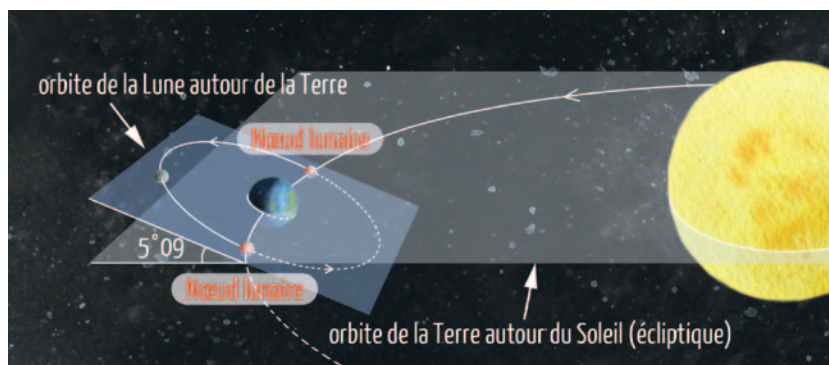 orbite de la Lune autour de la Terre
Nœud lunaire
5°09
Nœud lunaire
orbite de la Terre autour du Soleil (écliptique)